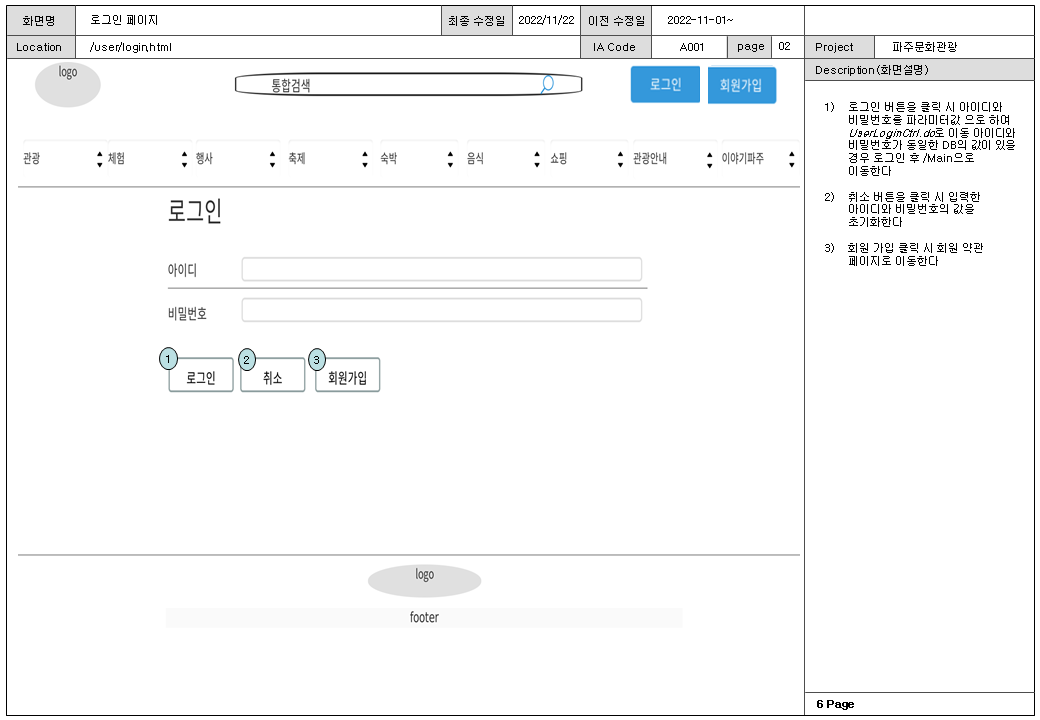 화면명 로그인 페이지 최종 수정일 2022/11/22 이전 수정일 2022-11-01~
Location /user/login,html IA Code A001 page 02 Project 파주문화관광
Description(화면설명)
logo 통합검색 로그인 회원가입
관광 체험 행사 축제 숙박 음식 쇼핑 관광안내 이야기파주
로그인
아이디
비밀번호
1 2 3
로그인 취소 회원가입
logo
footer
1) 로그인 버튼을 클릭 시 아이디와
비밀번호를 파라미터값 으로 하여
UserLoginCtrl.do로 이동 아이디와
비밀번호가 동일한 DB의 값이 있을
경우 로그인 후 /Main으로
이동한다
2) 취소 버튼을 클릭 시 입력한
아이디와 비밀번호의 값을
초기화한다
3) 회원 가입 클릭 시 회원 약관
페이지로 이동한다
6 Page